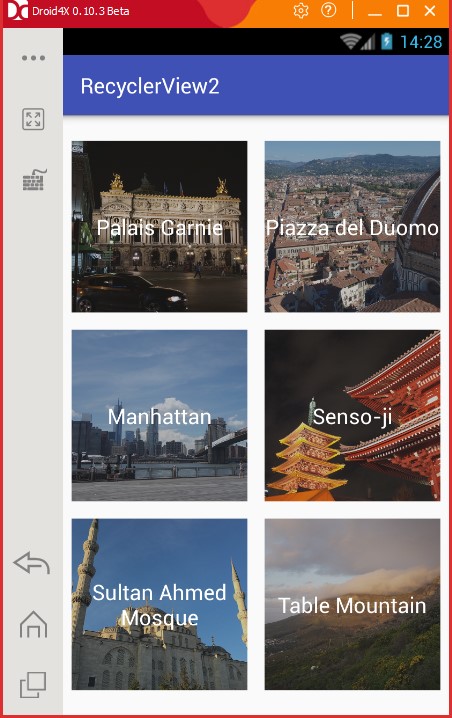 Droid4X 0.10.3 Beta
14:28
RecyclerView2
Palais Garnie
Piazza del Duomo
Manhattan
Senso-ji
Sultan Ahmed
Mosque
Table Mountain